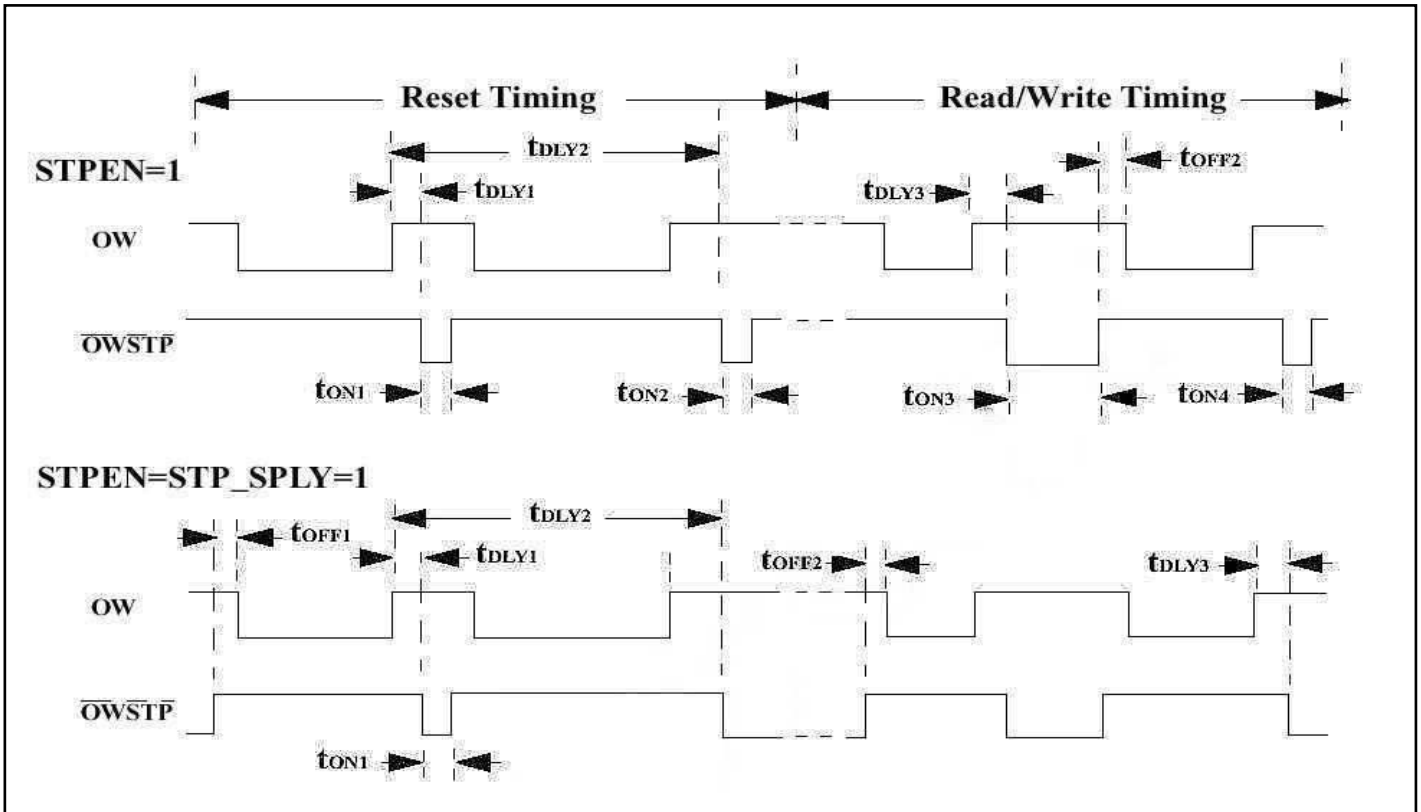 Reset Timing
Read/Write Timing
tDLY2
tOFF2
STPEN=1
tDLY1
tDLY3
OW
OWSTP
tON1
tON2
tON3
tON4
STPEN=STP_SPLY=1
tDLY2
tOFF1
tDLY1
tOFF2
tDLY3
OW
OWSTP
tON1